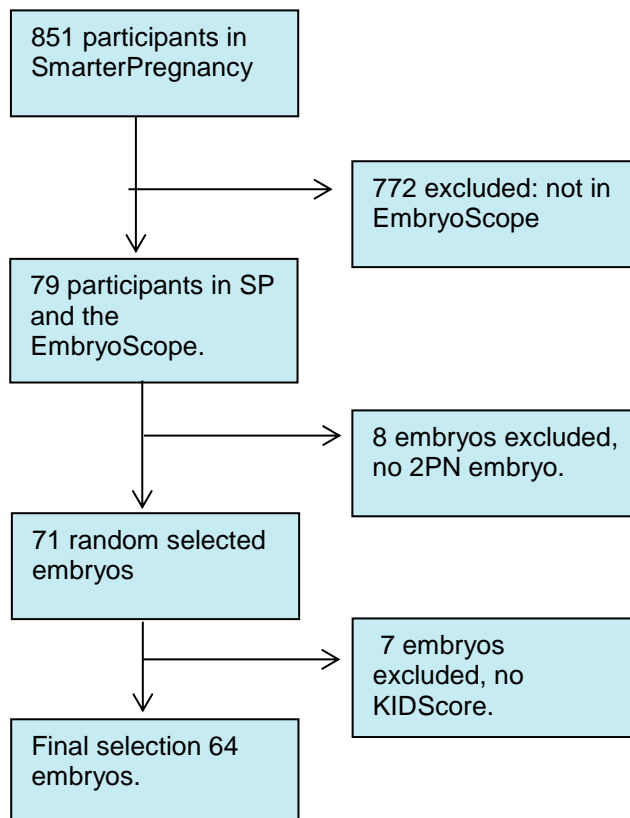 851 participants in
SmarterPregnancy
772 excluded: not in
EmbryoScope
79 participants in SP
and the
EmbryoScope.
8 embryos excluded,
no 2PN embryo.
71 random selected
embryos
7 embryos
excluded, no
KIDScore.
Final selection 64
embryos.